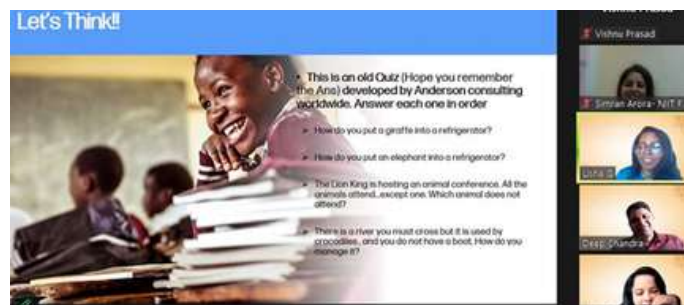 Let's Think!!
• This is an old Quiz (Hope you remember
the Ans) developed by Anderson consulting
worldwide. Answer each one in order
➤ How do you put a giraffe into a refrigerator?
➤ How do you put an elephant into a refrigerator?
➤ The Lion King is hosting an animal conference. All the
animals attend...except one. Which animal does not
attend?
➤ There is a river you must cross but it is used by
crocodiles, and you do not have a boat. How do you
manage it?
Vishnu Prasad
Simran Arora- NIIT F
Usha G
Deep Chandra